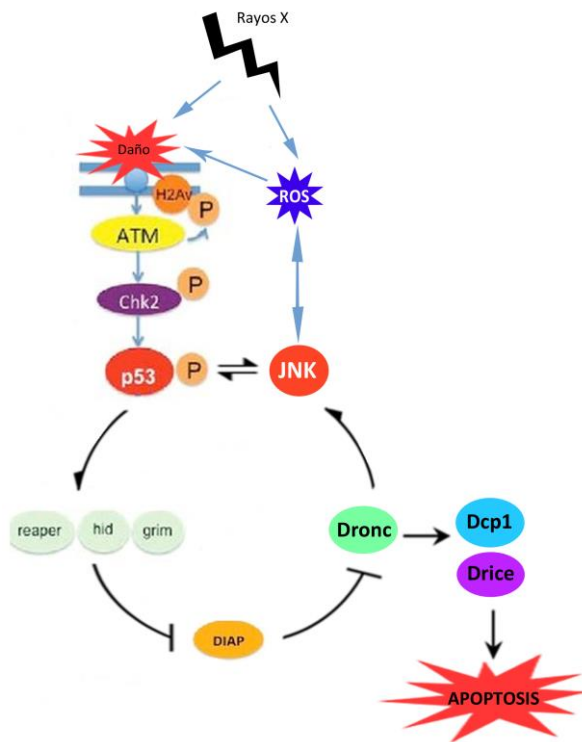 Rayos X
Daño
H2Av
P
ROS
ATM
Chk2
P
p53
P
JNK
reaper
hid
grim
Dronc
Dcp1
Drice
DIAP
APOPTOSIS